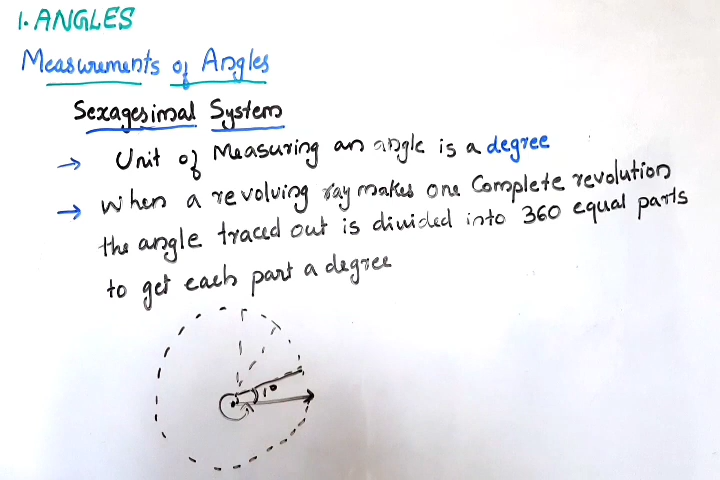 1. ANGLES
Measurements of Angles
Sexagesimal System
→ Unit of Measuring an angle is a degree
→ When a revolving ray makes one Complete revolution
the angle traced out is divided into 360 equal parts
to get each part a degree
1°